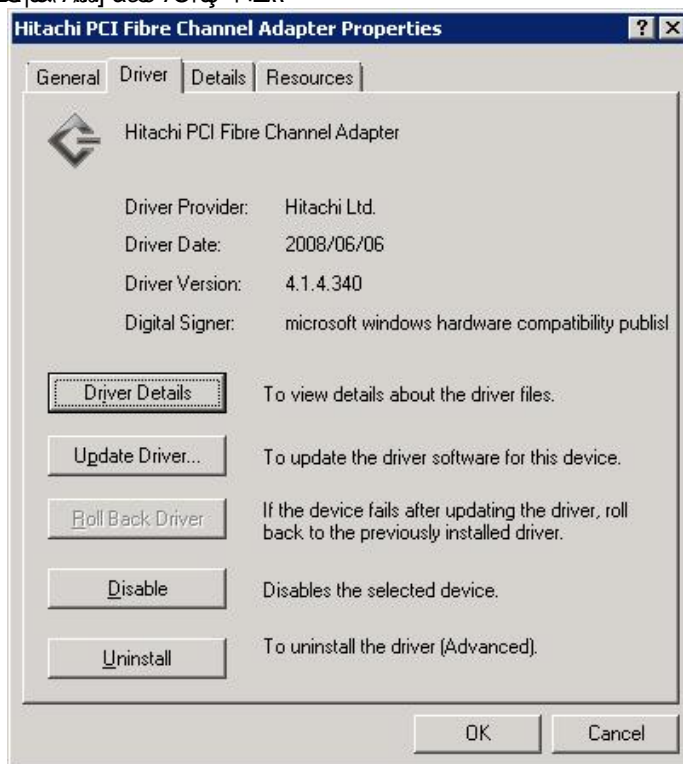 Hitachi PCI Fibre Channel Adapter Properties
General Driver Details Resources
Hitachi PCI Fibre Channel Adapter
Driver Provider: Hitachi Ltd.
Driver Date: 2008/06/06
Driver Version: 4.1.4.340
Digital Signer: microsoft windows hardware compatibility publisl
Driver Details To view details about the driver files.
Update Driver... To update the driver software for this device.
Roll Back Driver If the device fails after updating the driver, roll
back to the previously installed driver.
Disable Disables the selected device.
Uninstall To uninstall the driver (Advanced).
OK Cancel